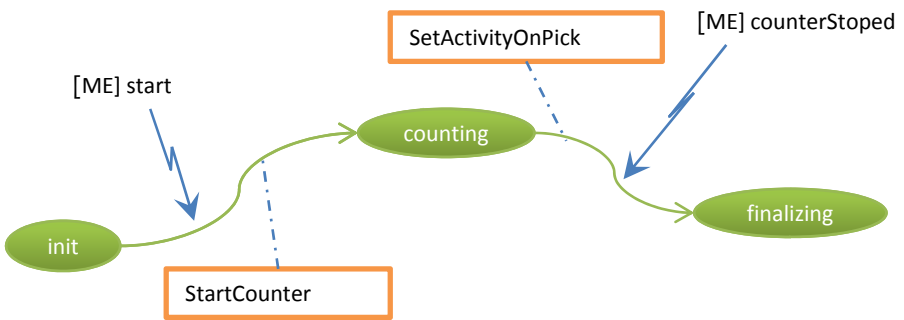 SetActivityOnPick
[ME] counterStoped
[ME] start
counting
finalizing
init
StartCounter